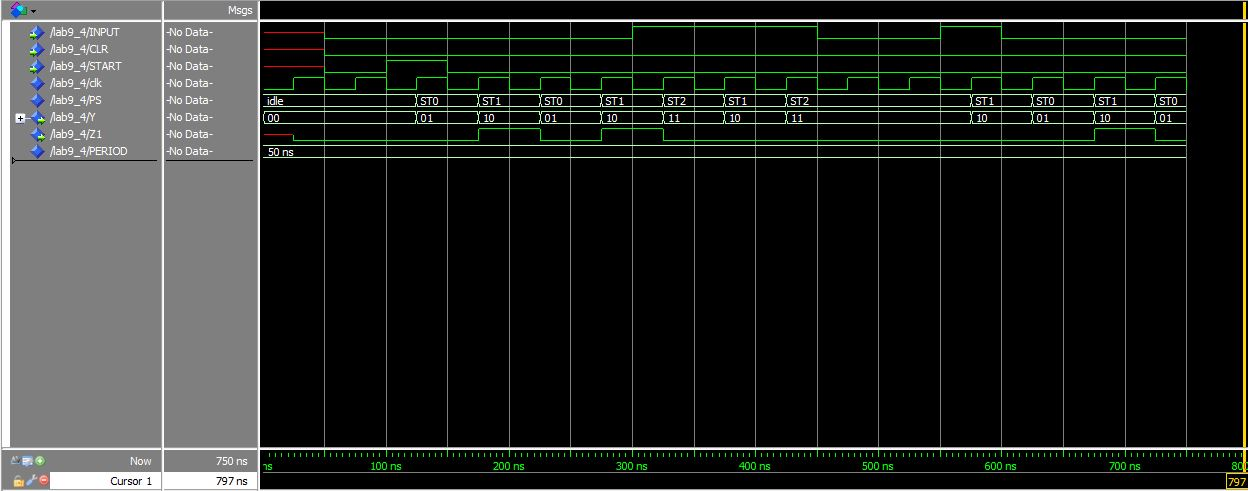 Msgs
/lab9_4/INPUT -No Data-
/lab9_4/CLR -No Data-
/lab9_4/START -No Data-
/lab9_4/clk -No Data-
/lab9_4/PS -No Data- idle ST0 ST1 ST0 ST1 ST2 ST1 ST2 ST1 ST0 ST1 ST0
/lab9_4/Y -No Data- 00 01 10 01 10 11 10 11 10 01 10 01
/lab9_4/Z1 -No Data-
/lab9_4/PERIOD -No Data- 50 ns
Now 750 ns ns 100 ns 200 ns 300 ns 400 ns 500 ns 600 ns 700 ns 800
Cursor 1 797 ns 797